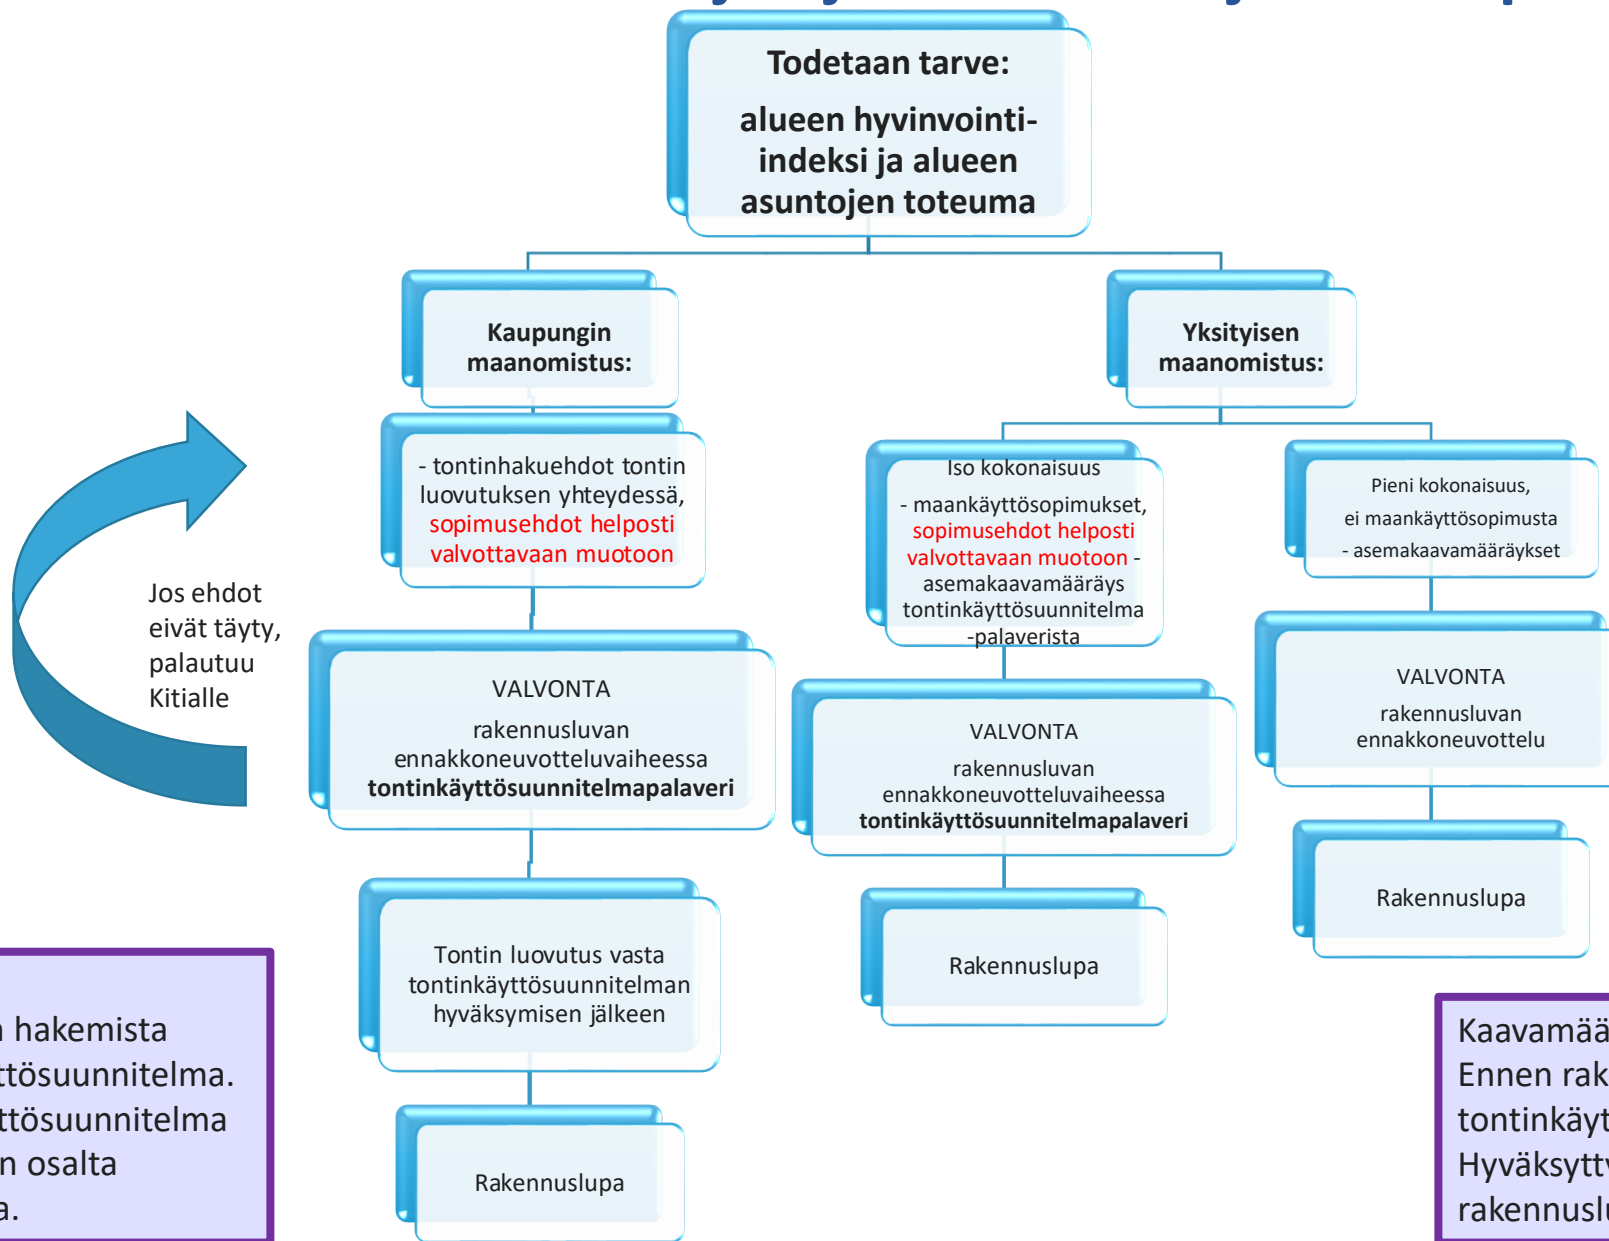 Todetaan tarve:
alueen hyvinvointi-
indeksi ja alueen
asuntojen toteuma
Kaupungin
maanomistus:
Yksityisen
maanomistus:
- tontinhakuehdot tontin
luovutuksen yhteydessä,
sopimusehdot helposti
valvottavaan muotoon
Iso kokonaisuus
- maankäyttösopimukset,
sopimusehdot helposti
valvottavaan muotoon -
asemakaavamääräys
tontinkäyttösuunnitelma
-palaverista
Pieni kokonaisuus,
ei maankäyttösopimusta
- asemakaavamääräykset
Jos ehdot
eivät täyty,
palautuu
Kitialle
VALVONTA
rakennusluvan
ennakkoneuvotteluvaiheessa
tontinkäyttösuunnitelmapalaveri
VALVONTA
rakennusluvan
ennakkoneuvotteluvaiheessa
tontinkäyttösuunnitelmapalaveri
VALVONTA
rakennusluvan
ennakkoneuvottelu
Tontin luovutus vasta
tontinkäyttösuunnitelman
hyväksymisen jälkeen
Rakennuslupa
Rakennuslupa
Rakennuslupa
hakemista
ttösuunnitelma.
ttösuunnitelma
n osalta
a.
Kaavamää
Ennen rak
tontinkäyt
Hyväksytty
rakennuslu